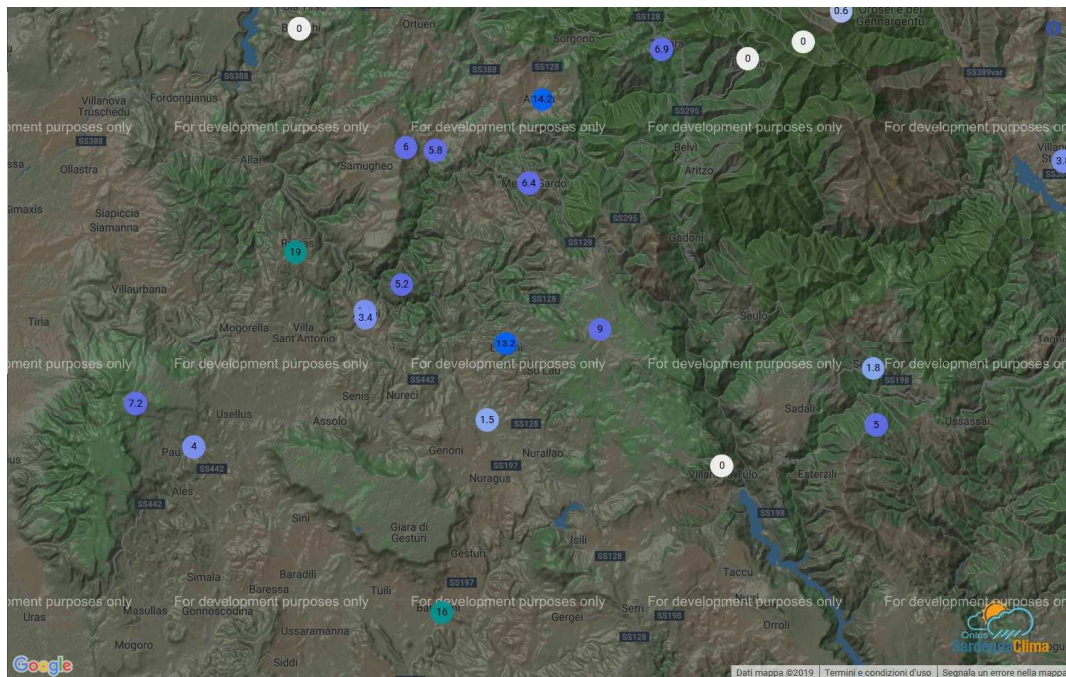 0.6
SS128
Ortueri
0
Sorgono
6.9
0
0
Gennargentu
SS388
SS388
SS128
SS389var
Villanova
Truschedu
Fordongianus
14.2
SS295
For development purposes only
For development purposes only
For development purposes only
For development purposes only
SS388
6
5.8
Belvì
Allai
Samugheo
Ollastra
Aritzo
6.4
Siapiccia
Siamanna
SS295
Gadoni
SS128
19
5.2
Villaurbana
SS128
3.4
Seulo
Tiria
Mogorella
Villa
Sant'Antonio
9
13.2
For development purposes only
For development purposes only
For development purposes only
For development purposes only
1.8
SS442
SS198
Senis
Nureci
7.2
Usellus
Assolo
1.5
SS128
Sadali
5
Ussassai
4
Pau
Genoni
Nurallao
SS442
SS197
0
Esterzili
Nuragus
Ales
SS442
SS198
Sini
Giara di
Gesturi
Isili
Gesturi
SS128
Simala
Baradili
Baressa
Tuili
SS197
Taccu
For development purposes only
For development purposes only
For development purposes only
For development purposes only
Masullas
Gonnoscodina
16
Serri
Uras
Gergei
Orroli
Ussaramanna
SS128
Mogoro
Siddi
Onlus
SardegnaClima
Google
Dati mappa ©2019
Termini e condizioni d'uso
Segnala un errore nella mappa